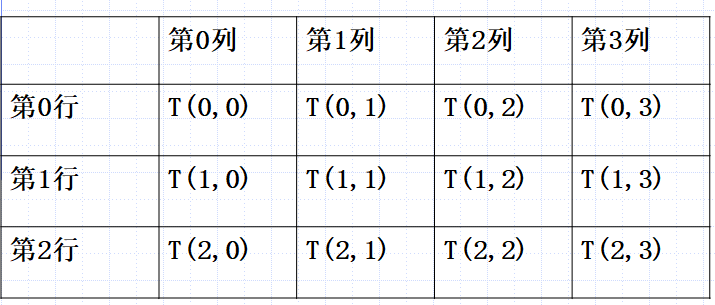 第0列 第1列 第2列 第3列
第0行 T(0,0) T(0,1) T(0,2) T(0,3)
第1行 T(1,0) T(1,1) T(1,2) T(1,3)
第2行 T(2,0) T(2,1) T(2,2) T(2,3)